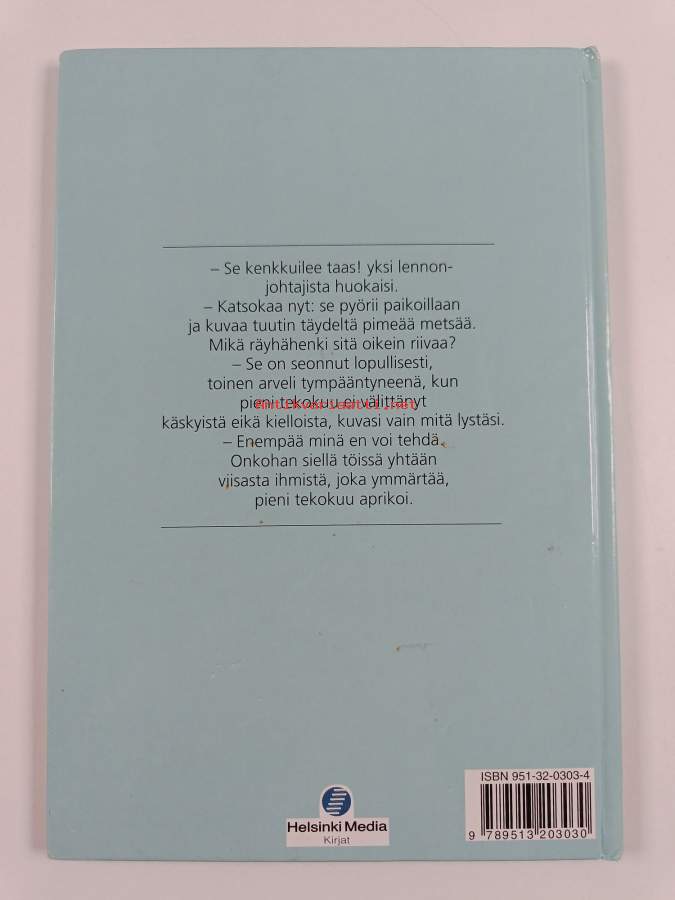 – Se kenkkuilee taas! yksi lennon-
johtajista huokaisi.
– Katsokaa nyt: se pyörii paikoillaan
ja kuvaa tuutin täydeltä pimeää metsää.
Mikä räyhähenki sitä oikein riivaa?
– Se on seonnut lopullisesti,
toinen arveli tympääntyneenä, kun
pieni tekokuu ei välittänyt
Antikvariaatti.net
käskyistä eikä kielloista, kuvasi vain mitä lystäsi.
– Enempää minä en voi tehdä.
Onkohan siellä töissä yhtään
viisasta ihmistä, joka ymmärtää,
pieni tekokuu aprikoi.
ISBN 951-32-0303-4
9 789513 203030
Helsinki Media
Kirjat